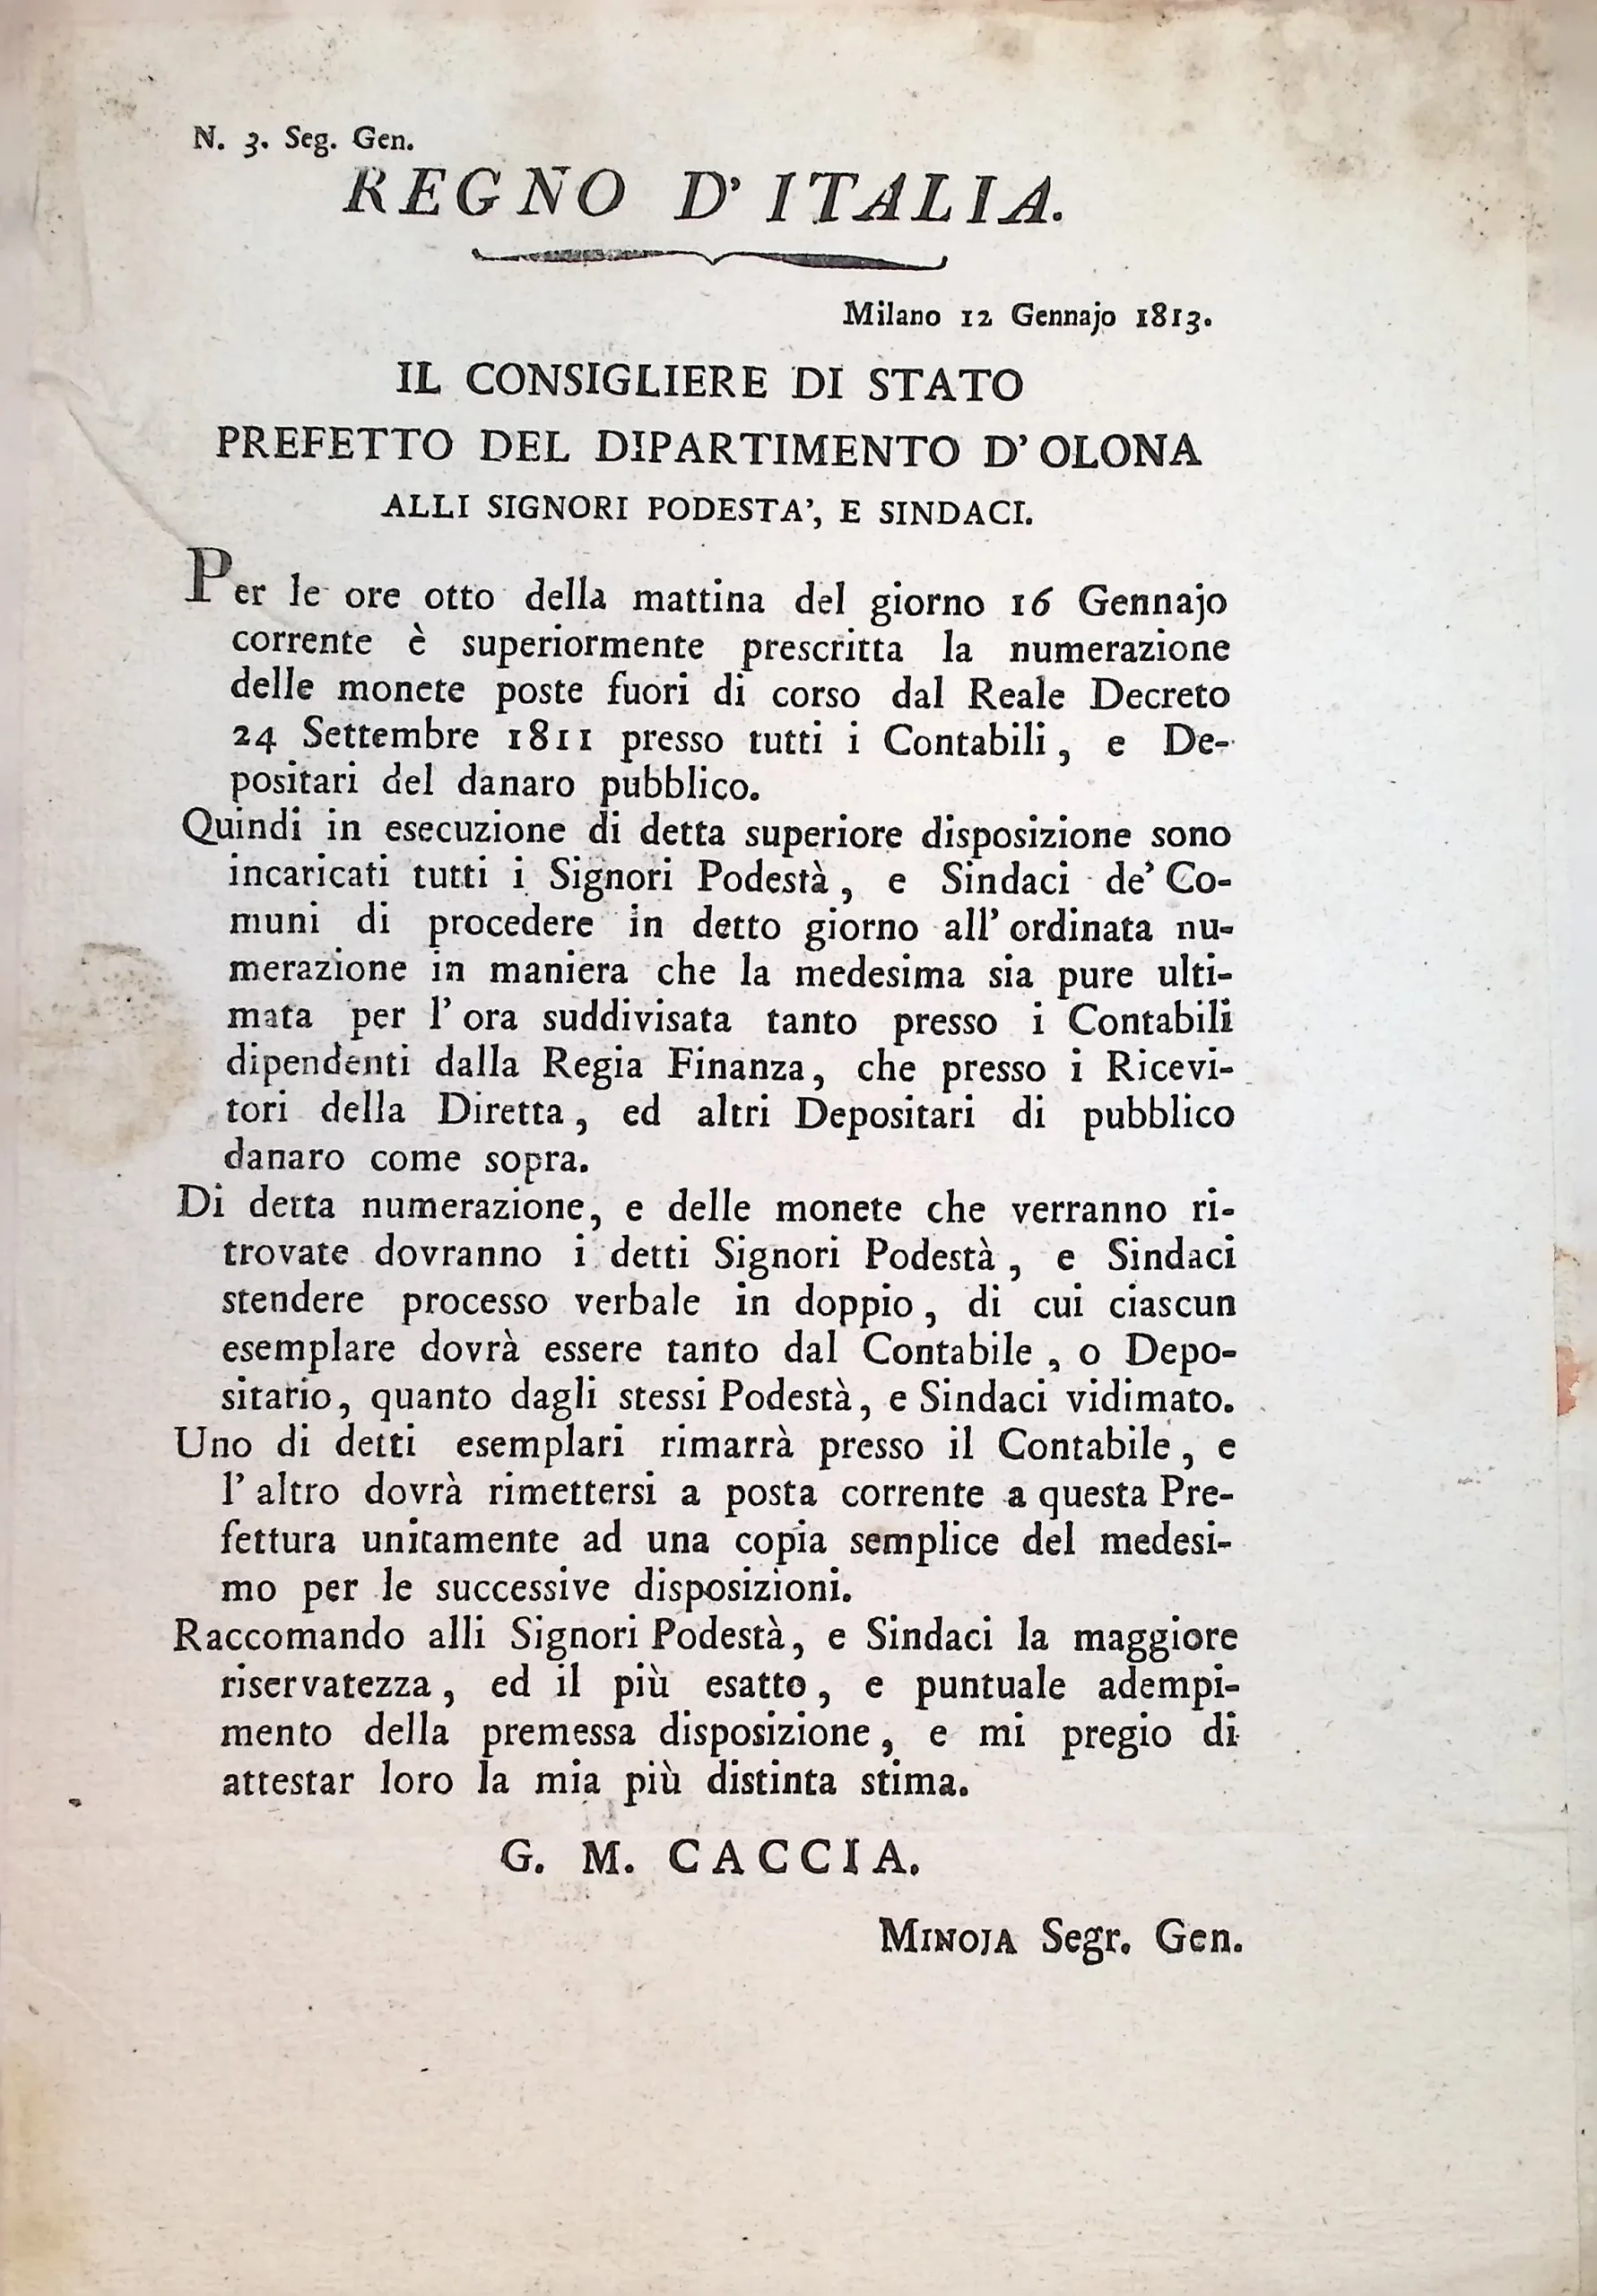 N. 3. Seg. Gen.
REGNO D' ITALIA.
Milano 12 Gennajo 1813.
IL CONSIGLIERE DI STATO
PREFETTO DEL DIPARTIMENTO D' OLONA
ALLI SIGNORI PODESTA', E SINDACI.
Per le ore otto della mattina del giorno 16 Gennajo
corrente è superiormente prescritta la numerazione
delle monete poste fuori di corso dal Reale Decreto
24 Settembre 1811 presso tutti i Contabili, e De-
positari del danaro pubblico.
Quindi in esecuzione di detta superiore disposizione sono
incaricati tutti i Signori Podestà, e Sindaci de' Co-
muni di procedere in detto giorno all' ordinata nu-
merazione in maniera che la medesima sia pure ulti-
mata per l' ora suddivisata tanto presso i Contabili
dipendenti dalla Regia Finanza, che presso i Ricevi-
tori della Diretta, ed altri Depositari di pubblico
danaro come sopra.
Di detta numerazione, e delle monete che verranno ri-
trovate dovranno i detti Signori Podestà, e Sindaci
stendere processo verbale in doppio, di cui ciascun
esemplare dovrà essere tanto dal Contabile, o Depo-
sitario, quanto dagli stessi Podestà, e Sindaci vidimato.
Uno di detti esemplari rimarrà presso il Contabile, e
l' altro dovrà rimettersi a posta corrente a questa Pre-
fettura unitamente ad una copia semplice del medesi-
mo per le successive disposizioni.
Raccomando alli Signori Podestà, e Sindaci la maggiore
riservatezza, ed il più esatto, e puntuale adempi-
mento della premessa disposizione, e mi pregio di
attestar loro la mia più distinta stima.
G. M. CACCIA.
MINOJA Segr. Gen.